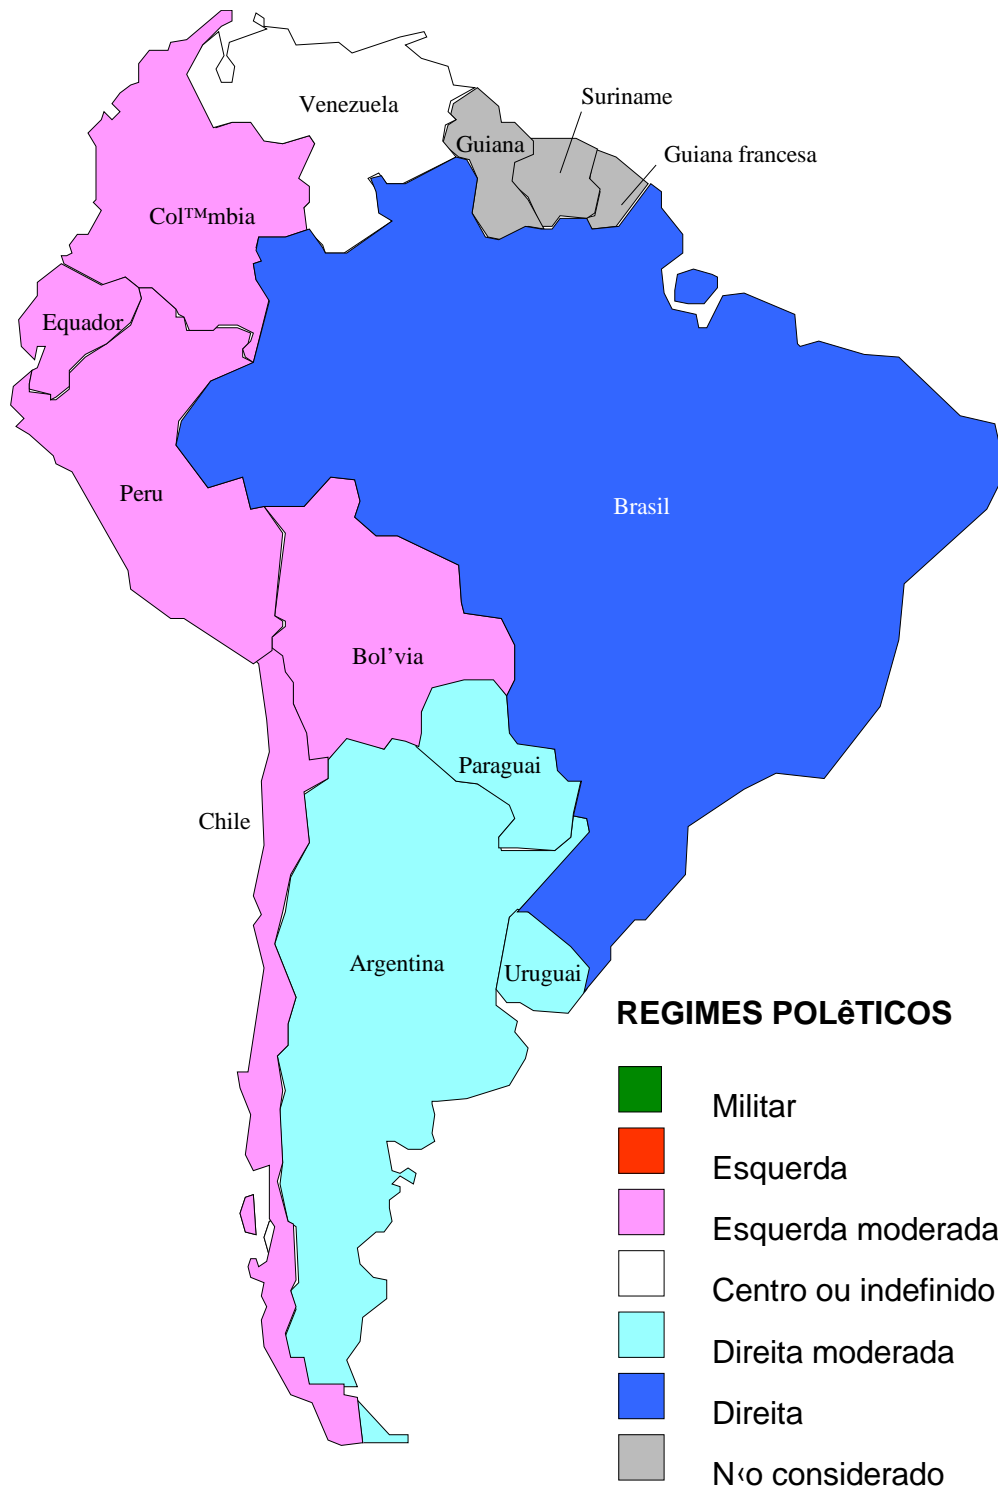 Venezuela
Suriname
Guiana
Guiana francesa
Col™mbia
Equador
Peru
Brasil
Bol’via
Paraguai
Chile
Argentina
Uruguai
REGIMES POLêTICOS
Militar
Esquerda
Esquerda moderada
Centro ou indefinido
Direita moderada
Direita
N‹o considerado